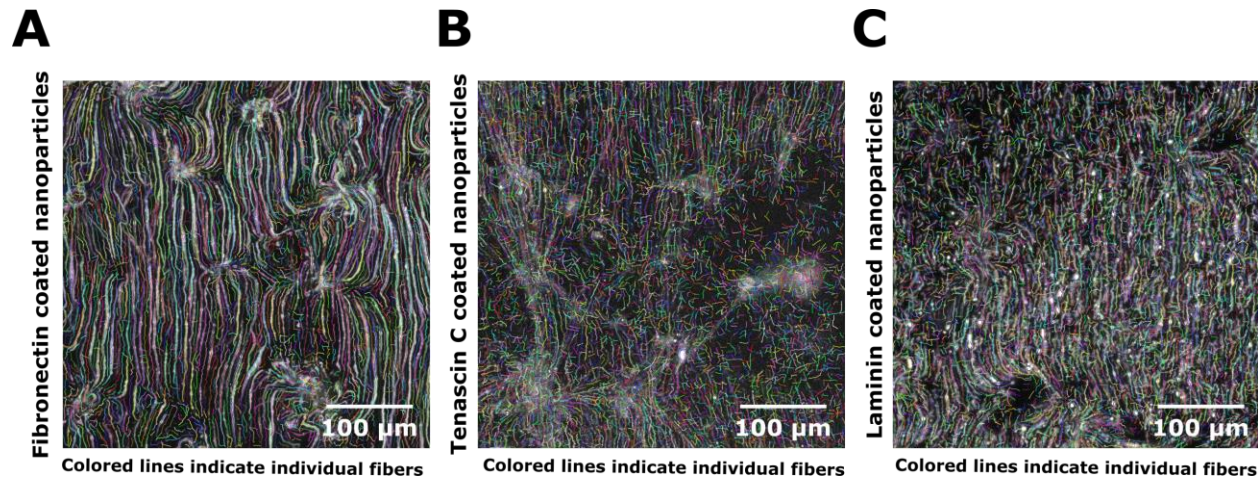 A
B
C
Fibronectin coated nanoparticles
Tenascin C coated nanoparticles
Laminin coated nanoparticles
100 µm
100 µm
100 µm
Colored lines indicate individual fibers
Colored lines indicate individual fibers
Colored lines indicate individual fibers